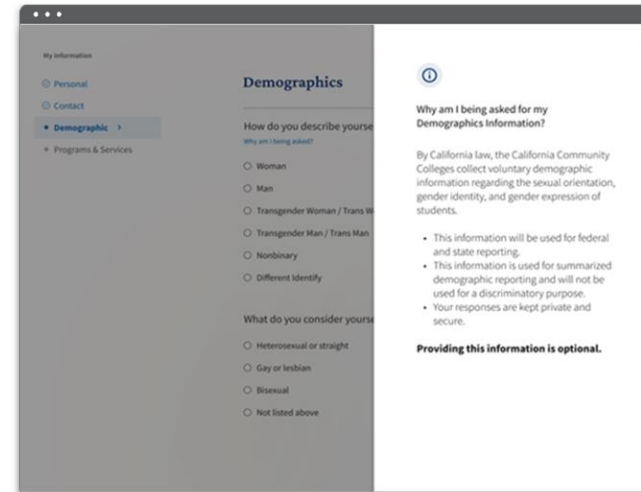 My Information
Personal
Contact
Demographic
Programs & Services
Demographics
How do you describe yourse
Why am I being asked?
Woman
Man
Transgender Woman / Trans W
Transgender Man / Trans Man
Nonbinary
Different Identify
What do you consider yourse
Heterosexual or straight
Gay or lesbian
Bisexual
Not listed above
Why am I being asked for my
Demographics Information?
By California law, the California Community
Colleges collect voluntary demographic
information regarding the sexual orientation,
gender identity, and gender expression of
students.
• This information will be used for federal
and state reporting.
• This information is used for summarized
demographic reporting and will not be
used for a discriminatory purpose.
• Your responses are kept private and
secure.
Providing this information is optional.